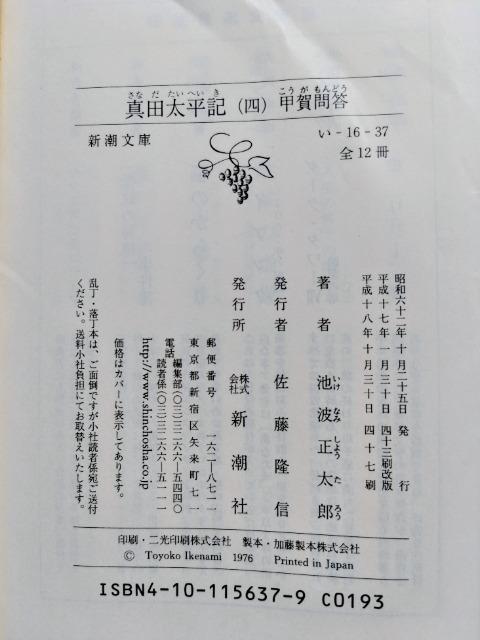 さなだたいへいき こうがもんどう
真田太平記（四）甲賀問答
新潮文庫 い-16-37
全12冊
昭和六十二年十月二十五日 発行
平成十七年一月三十日 四十三刷改版
平成十八年十月三十日 四十七刷
著者 池波正太郎
いけ なみ しょう た ろう
発行者 佐藤隆信
発行所 株式会社 新潮社
郵便番号 一六二―八七一一
東京都新宿区矢来町七一
電話 編集部(〇三)三二六六―五四四〇
読者係(〇三)三二六六―五一一一
http://www.shinchosha.co.jp
価格はカバーに表示してあります。
乱丁・落丁本は、ご面倒ですが小社読者係宛ご送付
ください。送料小社負担にてお取替えいたします。
印刷・二光印刷株式会社 製本・加藤製本株式会社
© Toyoko Ikenami 1976 Printed in Japan
ISBN4-10-115637-9 C0193